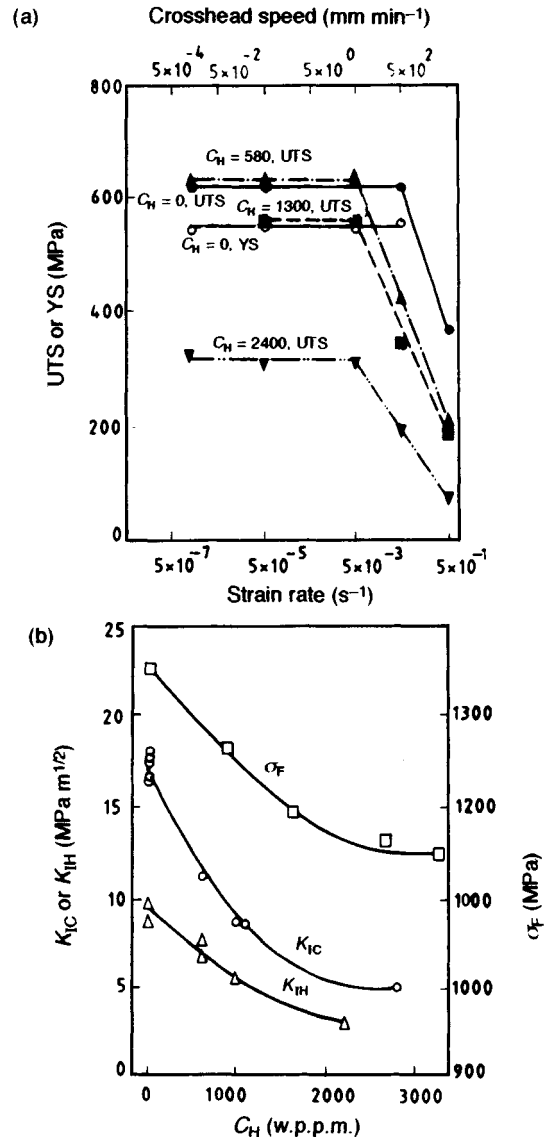 (a)
Crosshead speed (mm min⁻¹)
5×10⁻⁴ 5×10⁻² 5×10⁰ 5×10²
800
600
400
200
0
UTS or YS (MPa)
C_H = 580, UTS
C_H = 0, UTS
C_H = 1300, UTS
C_H = 0, YS
C_H = 2400, UTS
5×10⁻⁷ 5×10⁻⁵ 5×10⁻³ 5×10⁻¹
Strain rate (s⁻¹)
(b)
25
20
15
10
5
0
K_IC or K_IH (MPa m^1/2)
σ_F
K_IC
K_IH
1300
1200
1000
1000
900
σ_F (MPa)
0 1000 2000 3000
C_H (w.p.p.m.)